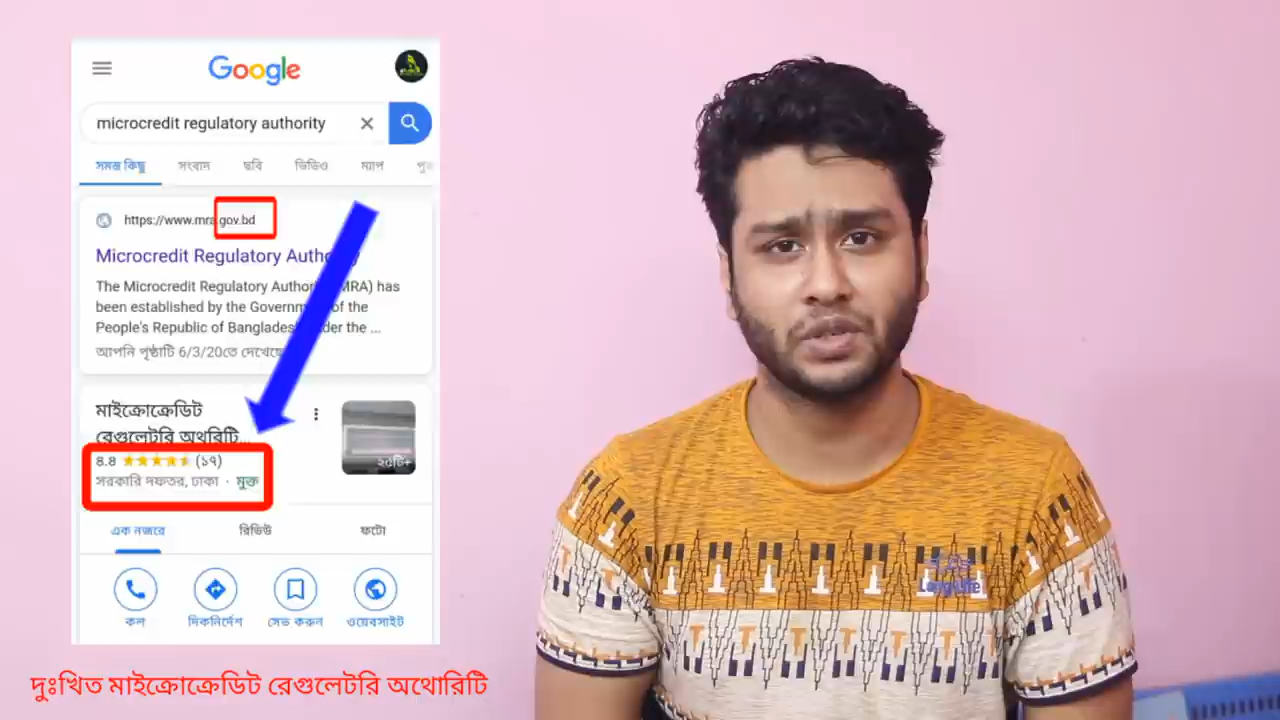 Google
microcredit regulatory authority
সমস্ত কিছু সংবাদ ছবি ভিডিও ম্যাপ
https://www.mra.gov.bd
Microcredit Regulatory Authority
The Microcredit Regulatory Authority (MRA) has
been established by the Government of the
People's Republic of Bangladesh under the ...
আপনি পৃষ্ঠাটি 6/3/20তে দেখেছেন
মাইক্রোক্রেডিট
রেগুলেটরি অথরিটি...
৪.৪ (১৭)
সরকারি দফতর, ঢাকা · মুক্ত
২৫টি+
এক নজরে রিভিউ ফটো
কল দিকনির্দেশ সেভ করুন ওয়েবসাইট
দুঃখিত মাইক্রোক্রেডিট রেগুলেটরি অথোরিটি
LongLife